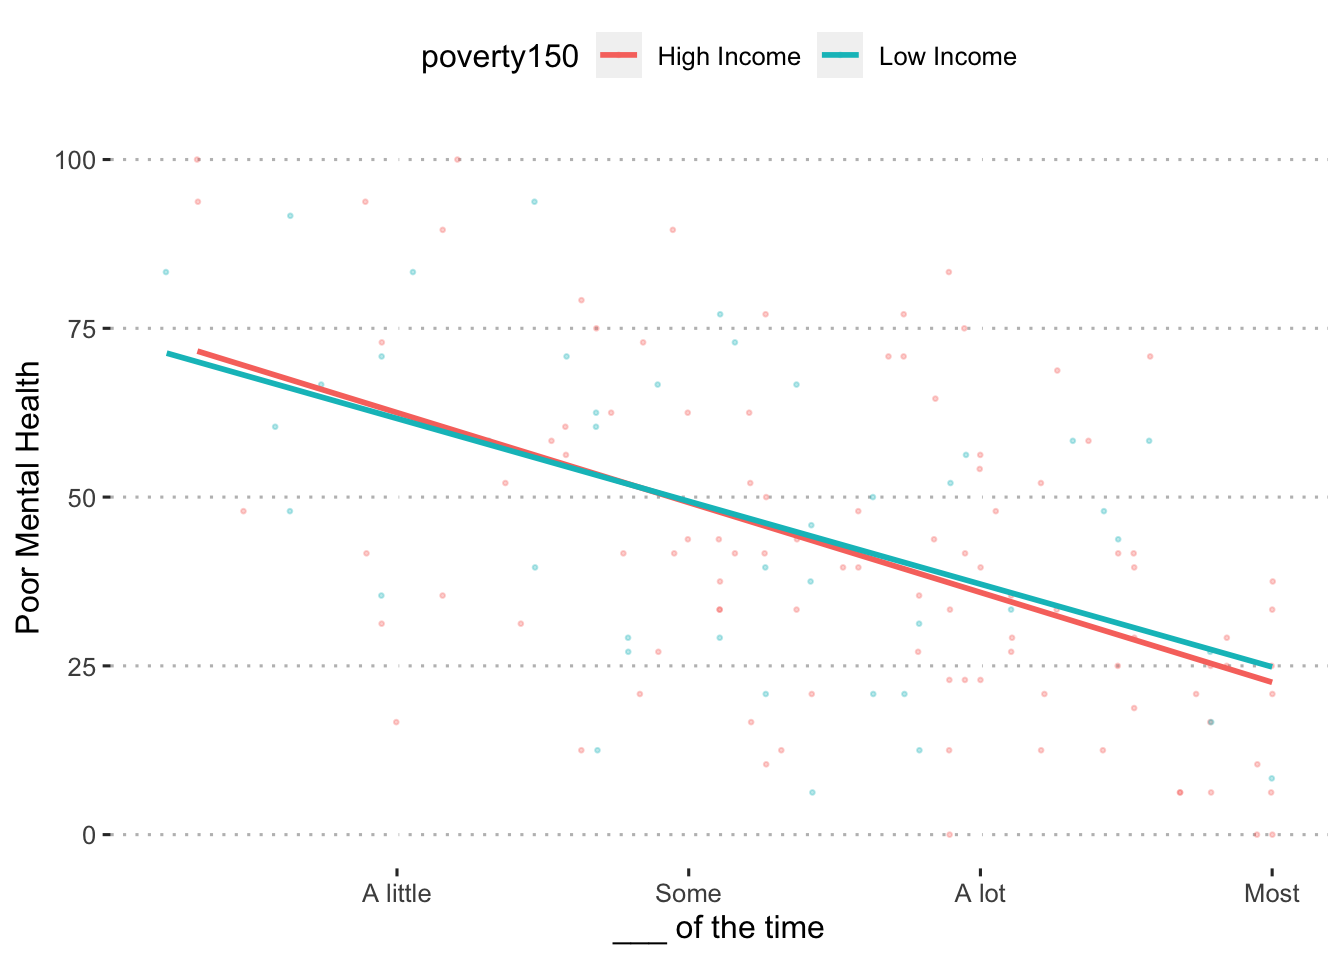 poverty150 High Income Low Income
100
75
50
25
0
Poor Mental Health
A little Some A lot Most
___ of the time